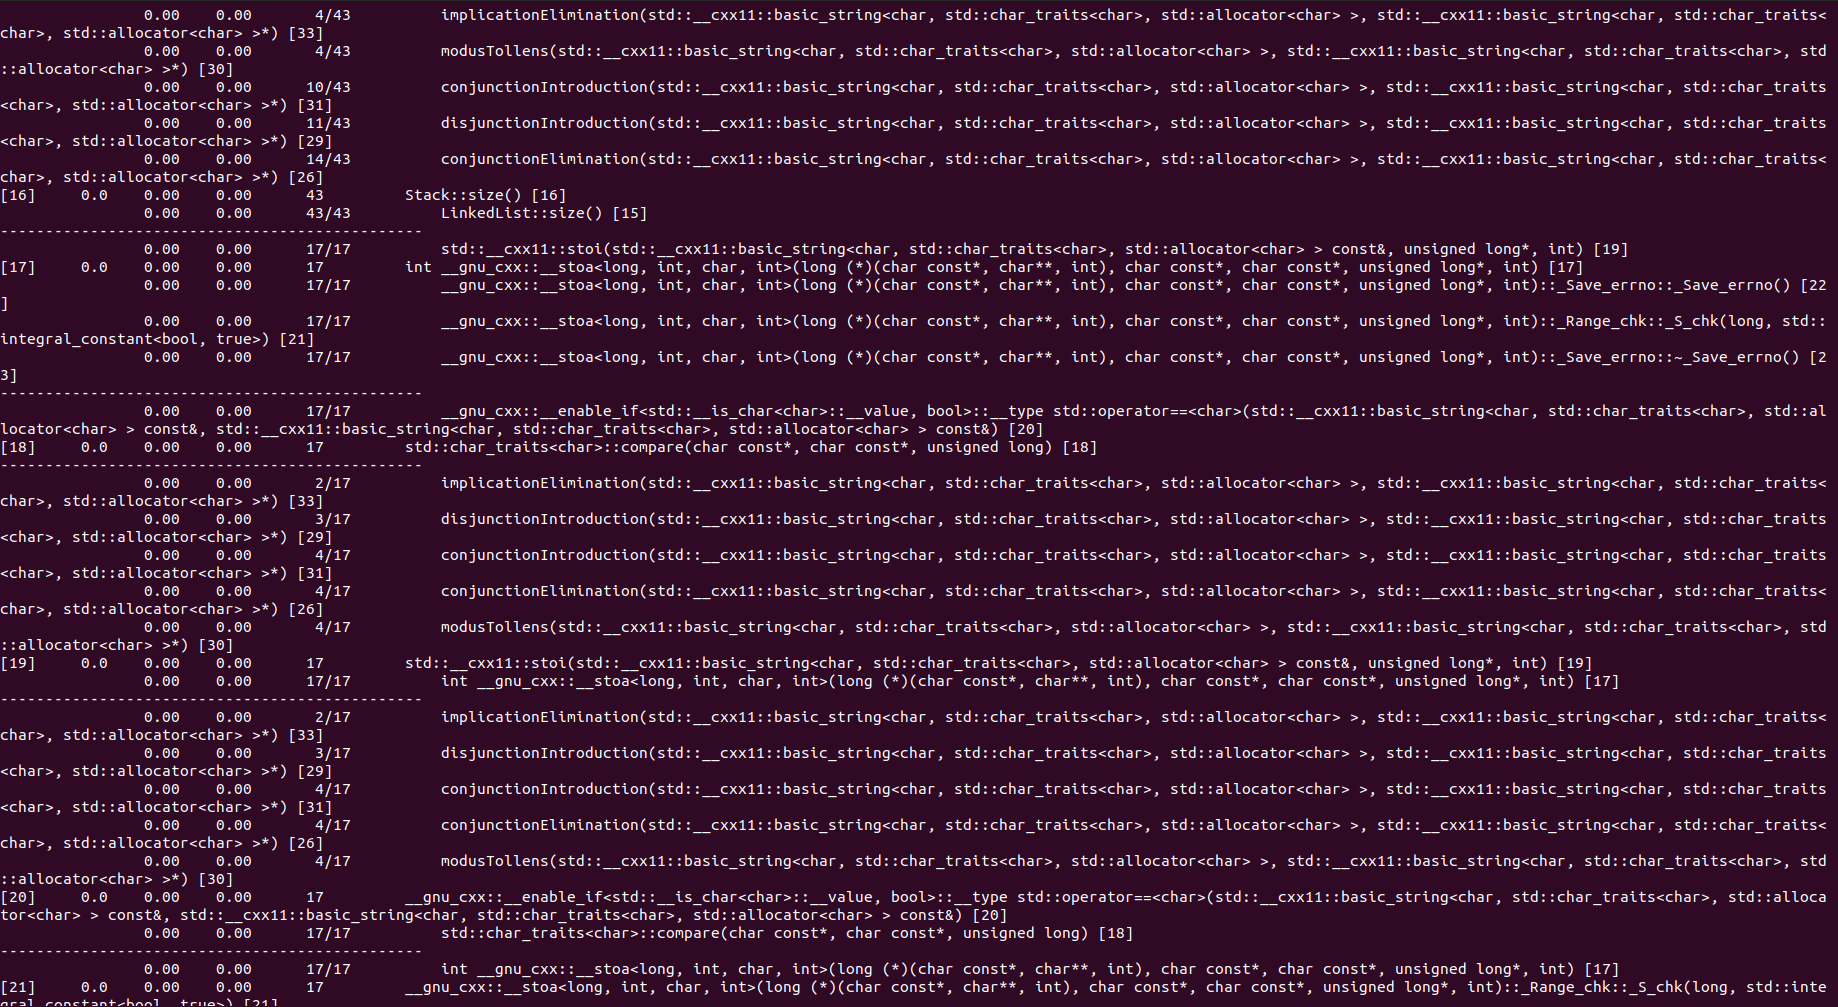 0.00    0.00       4/43          implicationElimination(std::__cxx11::basic_string<char, std::char_traits<char>, std::allocator<char> >, std::__cxx11::basic_string<char, std::char_traits<
char>, std::allocator<char> >*) [33]
                0.00    0.00       4/43          modusTollens(std::__cxx11::basic_string<char, std::char_traits<char>, std::allocator<char> >, std::__cxx11::basic_string<char, std::char_traits<char>, std
::allocator<char> >*) [30]
                0.00    0.00      10/43          conjunctionIntroduction(std::__cxx11::basic_string<char, std::char_traits<char>, std::allocator<char> >, std::__cxx11::basic_string<char, std::char_traits
<char>, std::allocator<char> >*) [31]
                0.00    0.00      11/43          disjunctionIntroduction(std::__cxx11::basic_string<char, std::char_traits<char>, std::allocator<char> >, std::__cxx11::basic_string<char, std::char_traits
<char>, std::allocator<char> >*) [29]
                0.00    0.00      14/43          conjunctionElimination(std::__cxx11::basic_string<char, std::char_traits<char>, std::allocator<char> >, std::__cxx11::basic_string<char, std::char_traits<
char>, std::allocator<char> >*) [26]
[16]     0.0    0.00    0.00      43         Stack::size() [16]
                0.00    0.00      43/43          LinkedList::size() [15]
-----------------------------------------------
                0.00    0.00      17/17          std::__cxx11::stoi(std::__cxx11::basic_string<char, std::char_traits<char>, std::allocator<char> > const&, unsigned long*, int) [19]
[17]     0.0    0.00    0.00      17         int __gnu_cxx::__stoa<long, int, char, int>(long (*)(char const*, char**, int), char const*, char const*, unsigned long*, int) [17]
                0.00    0.00      17/17          __gnu_cxx::__stoa<long, int, char, int>(long (*)(char const*, char**, int), char const*, char const*, unsigned long*, int)::_Save_errno::_Save_errno() [22
]
                0.00    0.00      17/17          __gnu_cxx::__stoa<long, int, char, int>(long (*)(char const*, char**, int), char const*, char const*, unsigned long*, int)::_Range_chk::_S_chk(long, std::
integral_constant<bool, true>) [21]
                0.00    0.00      17/17          __gnu_cxx::__stoa<long, int, char, int>(long (*)(char const*, char**, int), char const*, char const*, unsigned long*, int)::_Save_errno::~_Save_errno() [2
3]
-----------------------------------------------
                0.00    0.00      17/17          __gnu_cxx::__enable_if<std::__is_char<char>::__value, bool>::__type std::operator==<char>(std::__cxx11::basic_string<char, std::char_traits<char>, std::al
locator<char> > const&, std::__cxx11::basic_string<char, std::char_traits<char>, std::allocator<char> > const&) [20]
[18]     0.0    0.00    0.00      17         std::char_traits<char>::compare(char const*, char const*, unsigned long) [18]
-----------------------------------------------
                0.00    0.00       2/17          implicationElimination(std::__cxx11::basic_string<char, std::char_traits<char>, std::allocator<char> >, std::__cxx11::basic_string<char, std::char_traits<
char>, std::allocator<char> >*) [33]
                0.00    0.00       3/17          disjunctionIntroduction(std::__cxx11::basic_string<char, std::char_traits<char>, std::allocator<char> >, std::__cxx11::basic_string<char, std::char_traits
<char>, std::allocator<char> >*) [29]
                0.00    0.00       4/17          conjunctionIntroduction(std::__cxx11::basic_string<char, std::char_traits<char>, std::allocator<char> >, std::__cxx11::basic_string<char, std::char_traits
<char>, std::allocator<char> >*) [31]
                0.00    0.00       4/17          conjunctionElimination(std::__cxx11::basic_string<char, std::char_traits<char>, std::allocator<char> >, std::__cxx11::basic_string<char, std::char_traits<
char>, std::allocator<char> >*) [26]
                0.00    0.00       4/17          modusTollens(std::__cxx11::basic_string<char, std::char_traits<char>, std::allocator<char> >, std::__cxx11::basic_string<char, std::char_traits<char>, std
::allocator<char> >*) [30]
[19]     0.0    0.00    0.00      17         std::__cxx11::stoi(std::__cxx11::basic_string<char, std::char_traits<char>, std::allocator<char> > const&, unsigned long*, int) [19]
                0.00    0.00      17/17          int __gnu_cxx::__stoa<long, int, char, int>(long (*)(char const*, char**, int), char const*, char const*, unsigned long*, int) [17]
-----------------------------------------------
                0.00    0.00       2/17          implicationElimination(std::__cxx11::basic_string<char, std::char_traits<char>, std::allocator<char> >, std::__cxx11::basic_string<char, std::char_traits<
char>, std::allocator<char> >*) [33]
                0.00    0.00       3/17          disjunctionIntroduction(std::__cxx11::basic_string<char, std::char_traits<char>, std::allocator<char> >, std::__cxx11::basic_string<char, std::char_traits
<char>, std::allocator<char> >*) [29]
                0.00    0.00       4/17          conjunctionIntroduction(std::__cxx11::basic_string<char, std::char_traits<char>, std::allocator<char> >, std::__cxx11::basic_string<char, std::char_traits
<char>, std::allocator<char> >*) [31]
                0.00    0.00       4/17          conjunctionElimination(std::__cxx11::basic_string<char, std::char_traits<char>, std::allocator<char> >, std::__cxx11::basic_string<char, std::char_traits<
char>, std::allocator<char> >*) [26]
                0.00    0.00       4/17          modusTollens(std::__cxx11::basic_string<char, std::char_traits<char>, std::allocator<char> >, std::__cxx11::basic_string<char, std::char_traits<char>, std
::allocator<char> >*) [30]
[20]     0.0    0.00    0.00      17         __gnu_cxx::__enable_if<std::__is_char<char>::__value, bool>::__type std::operator==<char>(std::__cxx11::basic_string<char, std::char_traits<char>, std::alloca
tor<char> > const&, std::__cxx11::basic_string<char, std::char_traits<char>, std::allocator<char> > const&) [20]
                0.00    0.00      17/17          std::char_traits<char>::compare(char const*, char const*, unsigned long) [18]
-----------------------------------------------
                0.00    0.00      17/17          int __gnu_cxx::__stoa<long, int, char, int>(long (*)(char const*, char**, int), char const*, char const*, unsigned long*, int) [17]
[21]     0.0    0.00    0.00      17         __gnu_cxx::__stoa<long, int, char, int>(long (*)(char const*, char**, int), char const*, char const*, unsigned long*, int)::_Range_chk::_S_chk(long, std::inte
gral_constant<bool, true>) [21]